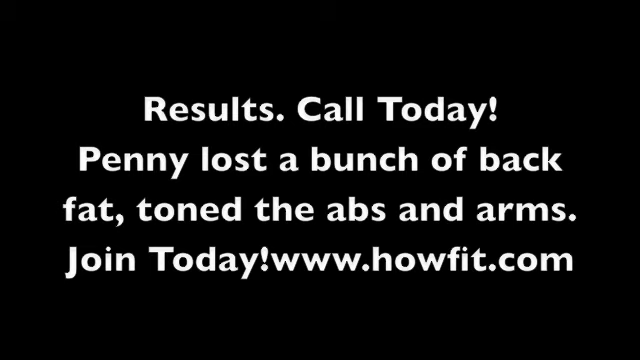 Results. Call Today!
Penny lost a bunch of back
fat, toned the abs and arms.
Join Today!www.howfit.com